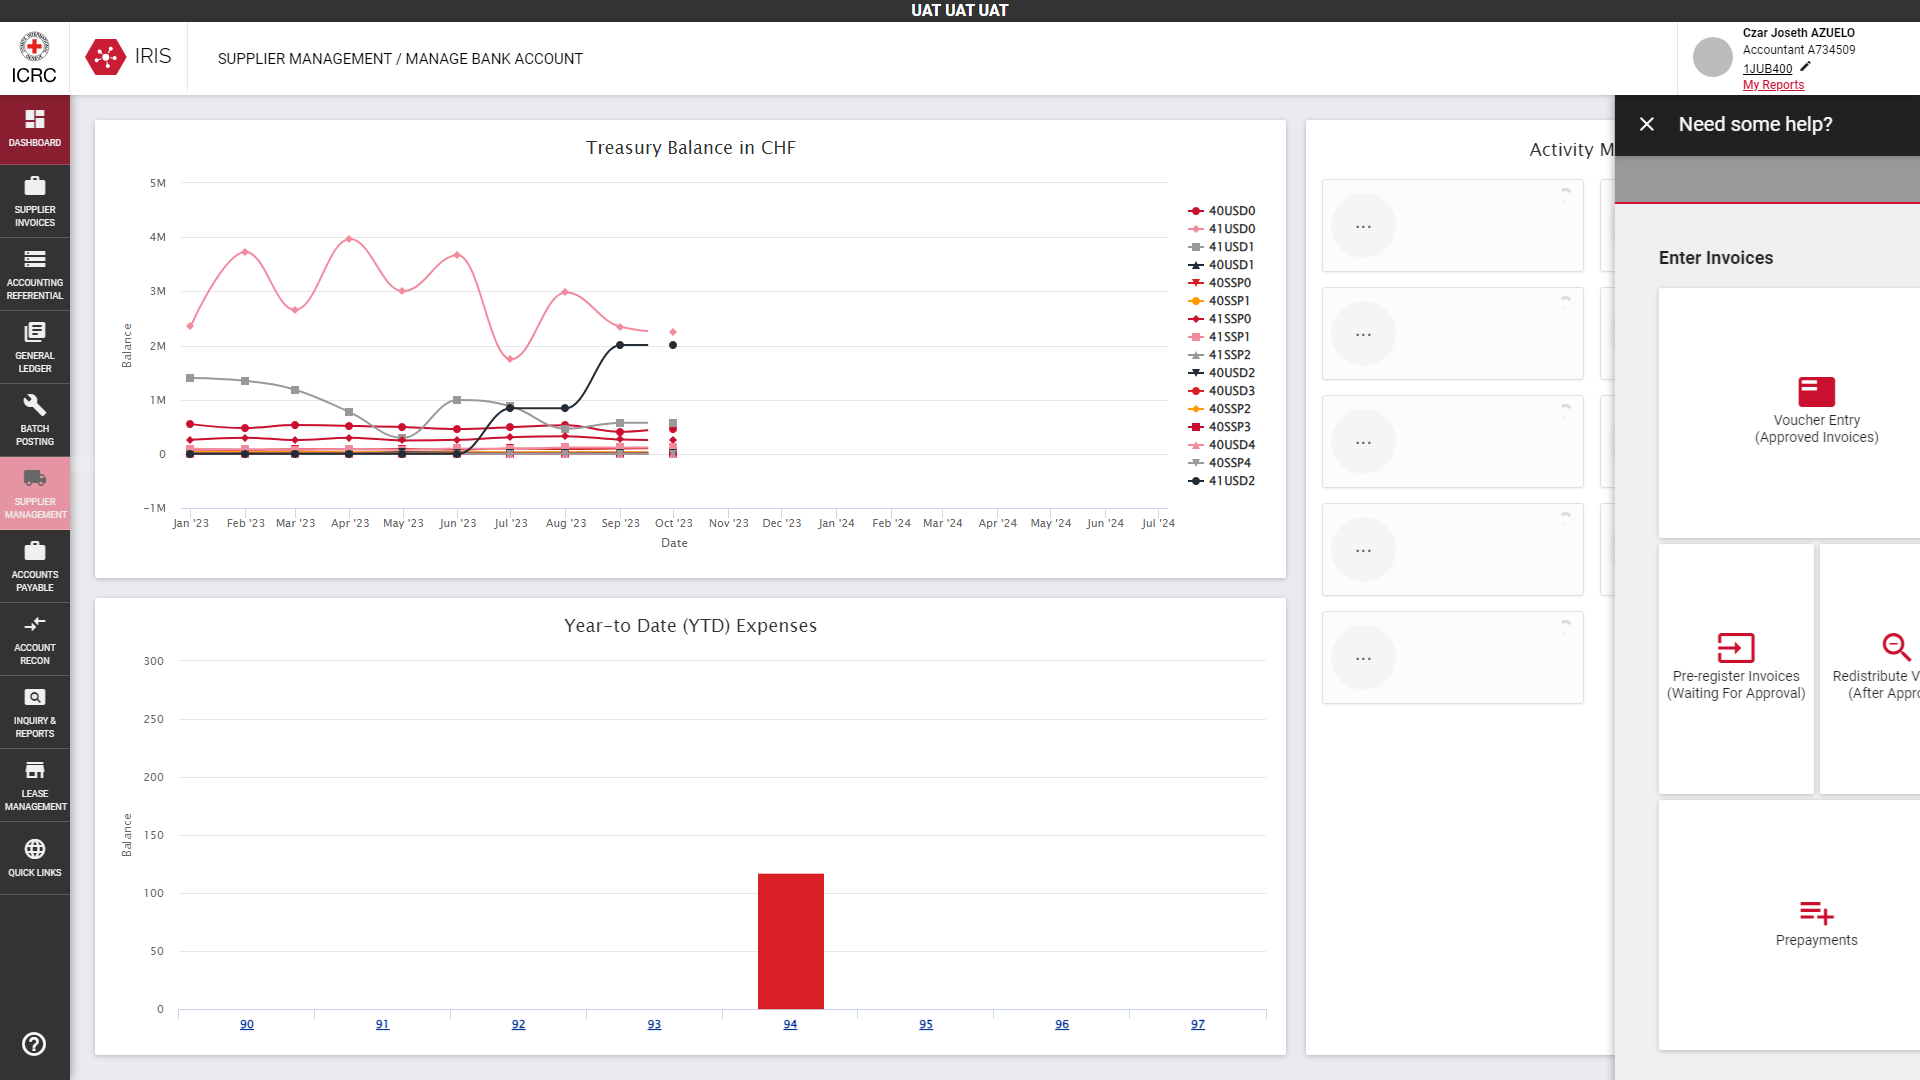 UAT UAT UAT
ICRC
IRIS
SUPPLIER MANAGEMENT / MANAGE BANK ACCOUNT
Czar Joseth AZUELO
Accountant A734509
1JUB400
My Reports
DASHBOARD
SUPPLIER
INVOICES
ACCOUNTING
REFERENTIAL
GENERAL
LEDGER
BATCH
POSTING
SUPPLIER
MANAGEMENT
ACCOUNTS
PAYABLE
ACCOUNT
RECON
INQUIRY &
REPORTS
LEASE
MANAGEMENT
QUICK LINKS
Treasury Balance in CHF
Balance
5M
4M
3M
2M
1M
0
-1M
Jan '23 Feb '23 Mar '23 Apr '23 May '23 Jun '23 Jul '23 Aug '23 Sep '23 Oct '23 Nov '23 Dec '23 Jan '24 Feb '24 Mar '24 Apr '24 May '24 Jun '24 Jul '24
Date
40USD0
41USD0
41USD1
40USD1
40SSP0
40SSP1
41SSP0
41SSP1
41SSP2
40USD2
40USD3
40SSP2
40SSP3
40USD4
40SSP4
41USD2
Year-to Date (YTD) Expenses
Balance
300
250
200
150
100
50
0
90 91 92 93 94 95 96 97
Activity M
...
...
...
...
...
Need some help?
Enter Invoices
Voucher Entry
(Approved Invoices)
Pre-register Invoices
(Waiting For Approval)
Redistribute V
(After Appro
Prepayments